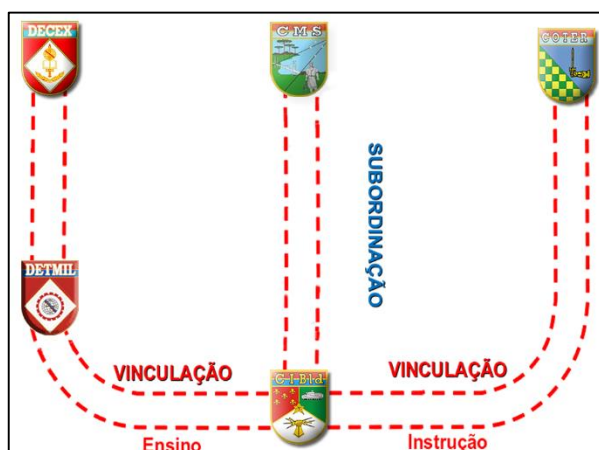 DECEX
CMS
COTER
SUBORDINAÇÃO
DETMIL
VINCULAÇÃO
VINCULAÇÃO
C I Bld
Ensino
Instrução